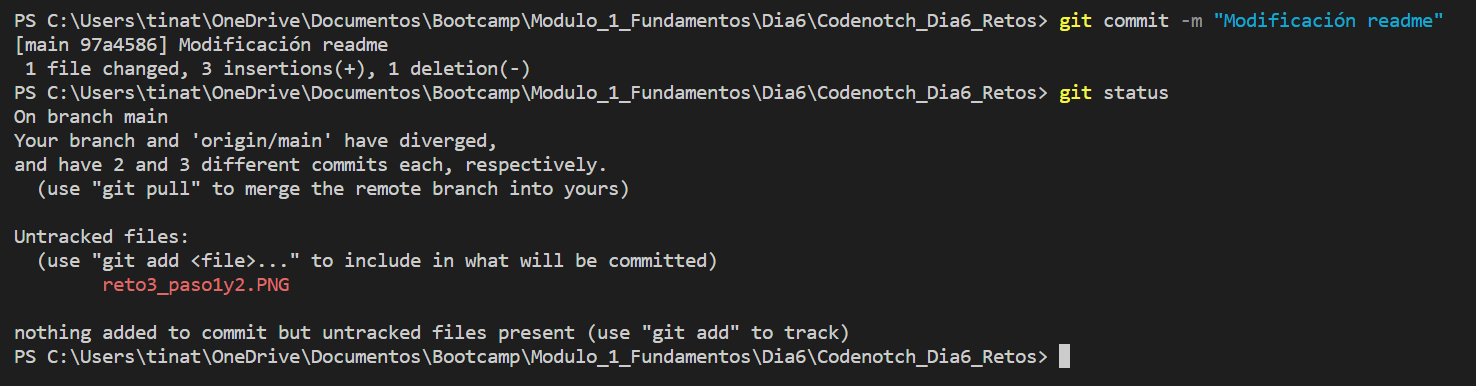 PS C:\Users\tinat\OneDrive\Documentos\Bootcamp\Modulo_1_Fundamentos\Dia6\Codenotch_Dia6_Retos> git commit -m "Modificación readme"
[main 97a4586] Modificación readme
 1 file changed, 3 insertions(+), 1 deletion(-)
PS C:\Users\tinat\OneDrive\Documentos\Bootcamp\Modulo_1_Fundamentos\Dia6\Codenotch_Dia6_Retos> git status
On branch main
Your branch and 'origin/main' have diverged,
and have 2 and 3 different commits each, respectively.
  (use "git pull" to merge the remote branch into yours)

Untracked files:
  (use "git add <file>..." to include in what will be committed)
        reto3_paso1y2.PNG

nothing added to commit but untracked files present (use "git add" to track)
PS C:\Users\tinat\OneDrive\Documentos\Bootcamp\Modulo_1_Fundamentos\Dia6\Codenotch_Dia6_Retos>